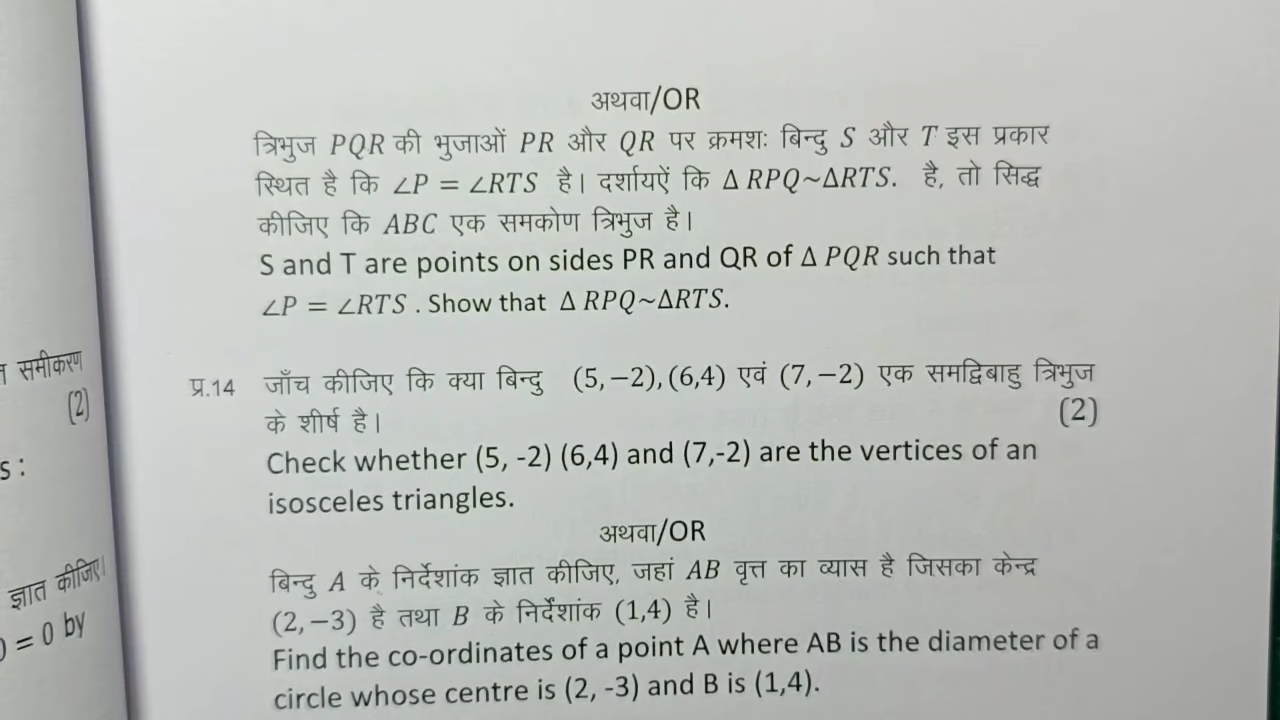 अथवा/OR
त्रिभुज PQR की भुजाओं PR और QR पर क्रमशः बिन्दु S और T इस प्रकार
स्थित है कि ∠P = ∠RTS है। दर्शायऐं कि Δ RPQ~ΔRTS. है, तो सिद्ध
कीजिए कि ABC एक समकोण त्रिभुज है।
S and T are points on sides PR and QR of Δ PQR such that
∠P = ∠RTS . Show that Δ RPQ~ΔRTS.
समीकरण
(2)
प्र.14 जाँच कीजिए कि क्या बिन्दु (5,−2),(6,4) एवं (7,−2) एक समद्विबाहु त्रिभुज
के शीर्ष है। (2)
Check whether (5, -2) (6,4) and (7,-2) are the vertices of an
isosceles triangles.
s :
अथवा/OR
ज्ञात कीजिए।
= 0 by
बिन्दु A के निर्देशांक ज्ञात कीजिए, जहां AB वृत्त का व्यास है जिसका केन्द्र
(2,−3) है तथा B के निर्देंशांक (1,4) है।
Find the co-ordinates of a point A where AB is the diameter of a
circle whose centre is (2, -3) and B is (1,4).